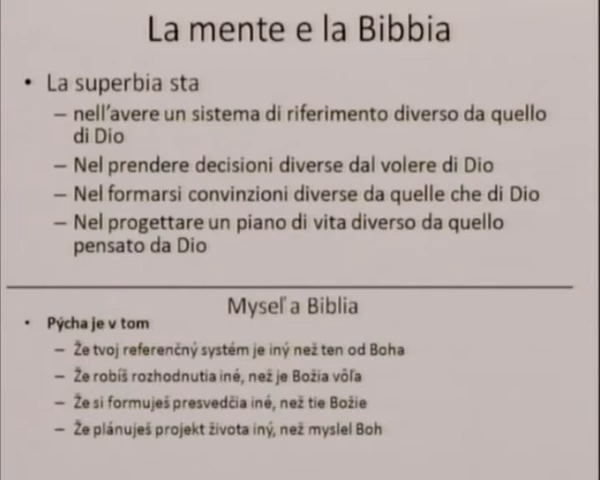 La mente e la Bibbia
• La superbia sta
– nell'avere un sistema di riferimento diverso da quello
di Dio
– Nel prendere decisioni diverse dal volere di Dio
– Nel formarsi convinzioni diverse da quelle che di Dio
– Nel progettare un piano di vita diverso da quello
pensato da Dio
Myseľ a Biblia
• Pýcha je v tom
– Že tvoj referenčný systém je iný než ten od Boha
– Že robíš rozhodnutia iné, než je Božia vôľa
– Že si formuješ presvedčia iné, než tie Božie
– Že plánuješ projekt života iný, než myslel Boh